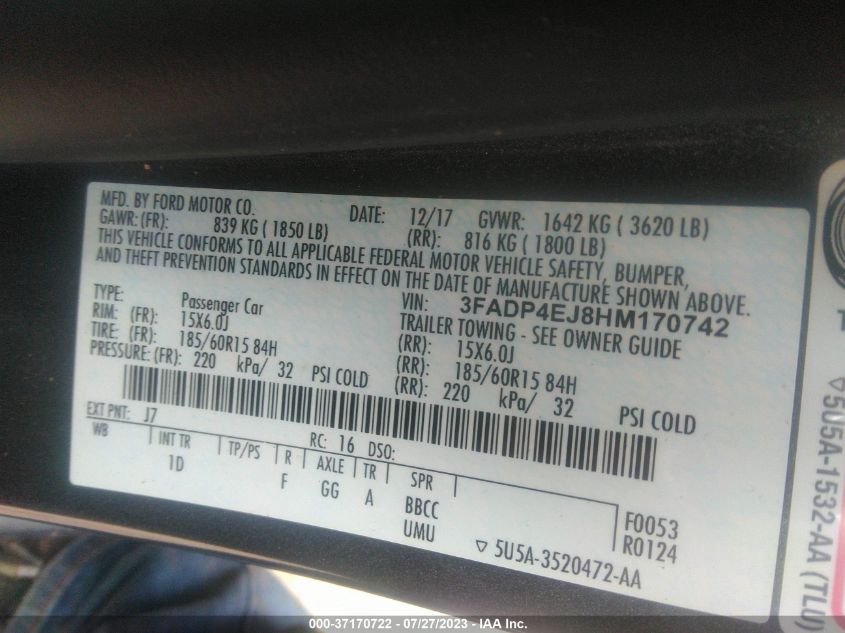 MFD. BY FORD MOTOR CO. DATE: 12/17 GVWR: 1642 KG ( 3620 LB)
GAWR: (FR): 839 KG ( 1850 LB) (RR): 816 KG ( 1800 LB)
THIS VEHICLE CONFORMS TO ALL APPLICABLE FEDERAL MOTOR VEHICLE SAFETY, BUMPER,
AND THEFT PREVENTION STANDARDS IN EFFECT ON THE DATE OF MANUFACTURE SHOWN ABOVE.
TYPE: Passenger Car VIN: 3FADP4EJ8HM170742
TRAILER TOWING - SEE OWNER GUIDE
RIM: (FR): 15X6.0J (RR): 15X6.0J
TIRE: (FR): 185/60R15 84H (RR): 185/60R15 84H
PRESSURE: (FR): 220 kPa/ 32 PSI COLD (RR): 220 kPa/ 32 PSI COLD
EXT PNT: J7 RC: 16 DSO:
WB INT TR TP/PS R AXLE TR SPR
1D F GG A BBCC
UMU
F0053
R0124
▽ 5U5A-3520472-AA
▽ 5U5A-1532-AA (TLU)
000-37170722 - 07/27/2023 - IAA Inc.